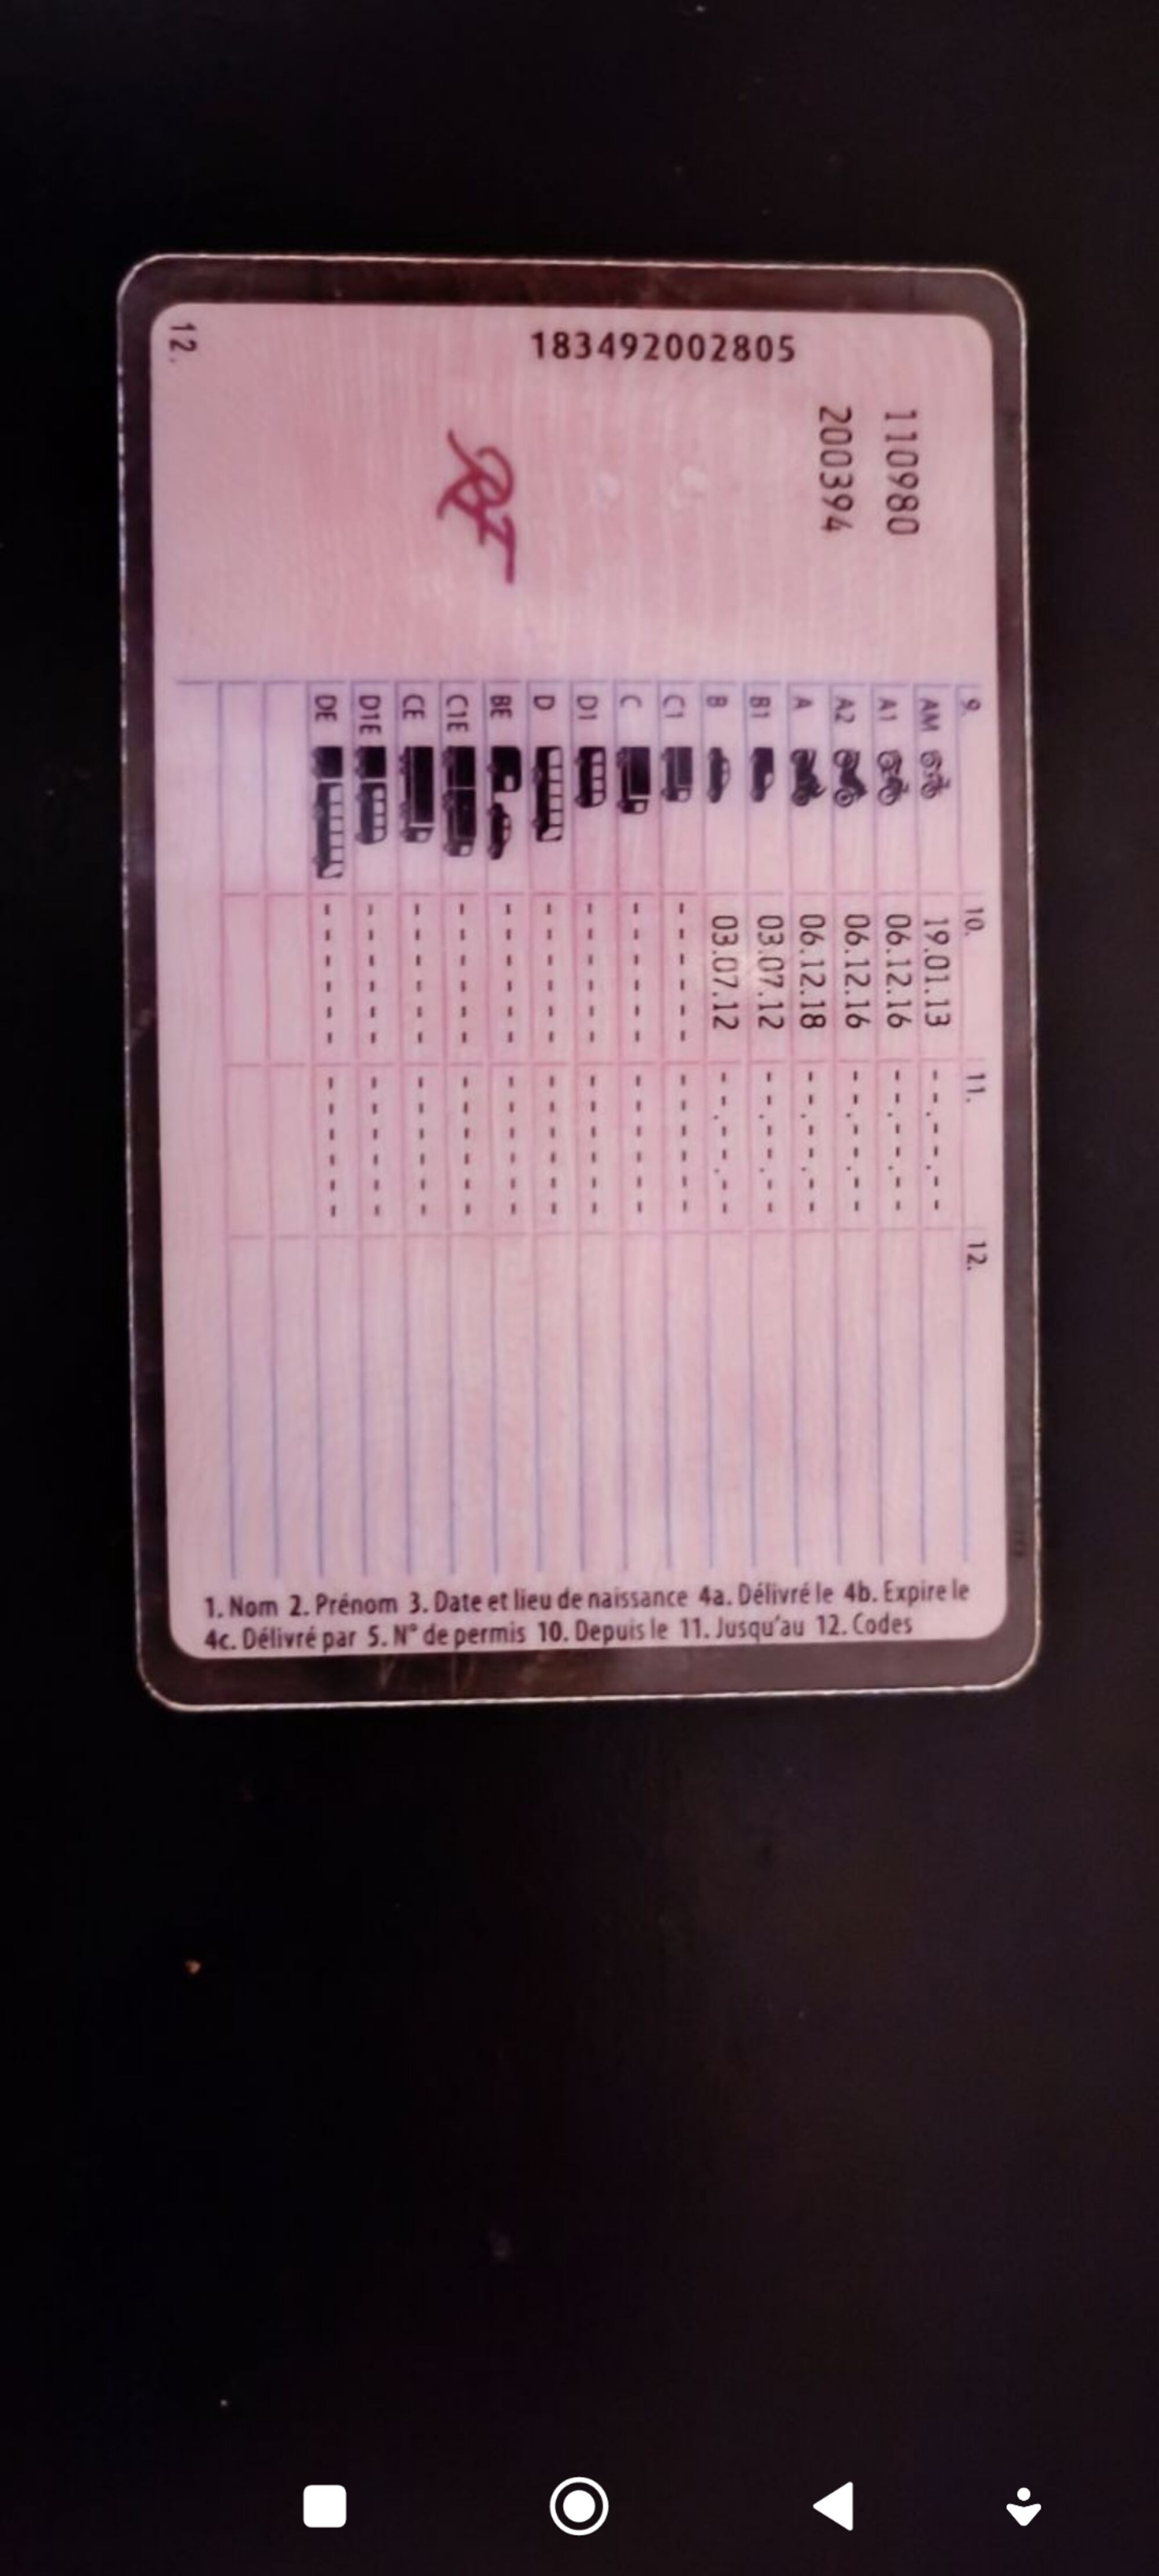 183492002805
110980
200394
12.
9. 10. 11. 12.
AM 19.01.13 --.--.--
A1 06.12.16 --.--.--
A2 06.12.16 --.--.--
A 06.12.18 --.--.--
B1 03.07.12 --.--.--
B 03.07.12 --.--.--
C1 ------ ------
C ------ ------
D1 ------ ------
D ------ ------
BE ------ ------
C1E ------ ------
CE ------ ------
D1E ------ ------
DE ------ ------
1. Nom 2. Prénom 3. Date et lieu de naissance 4a. Délivré le 4b. Expire le
4c. Délivré par 5. N° de permis 10. Depuis le 11. Jusqu'au 12. Codes